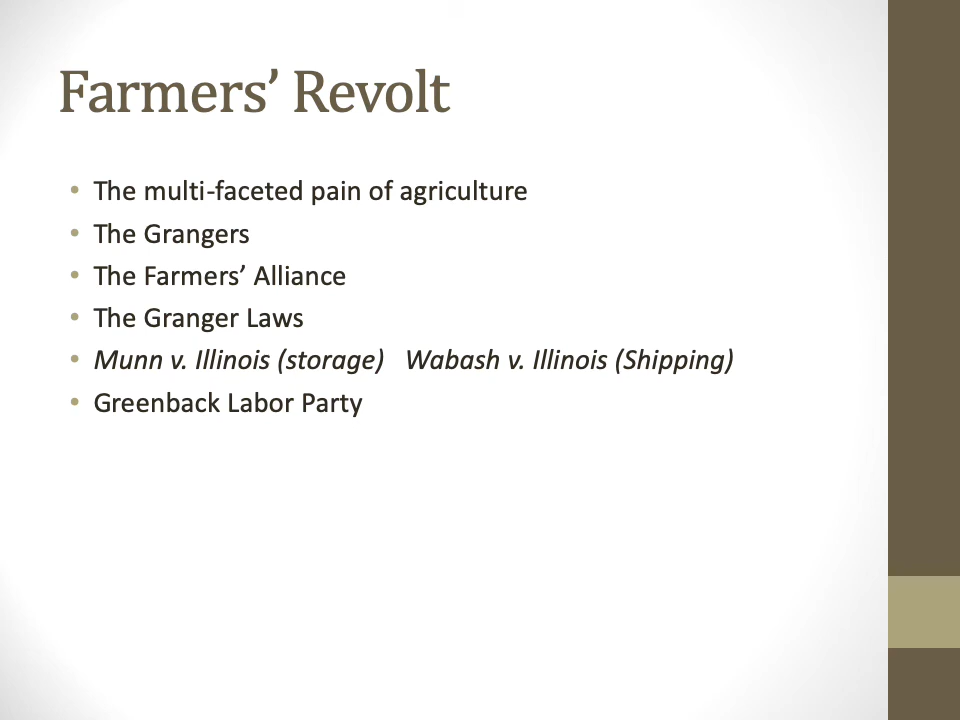 Farmers’ Revolt
• The multi-faceted pain of agriculture
• The Grangers
• The Farmers’ Alliance
• The Granger Laws
• Munn v. Illinois (storage)   Wabash v. Illinois (Shipping)
• Greenback Labor Party